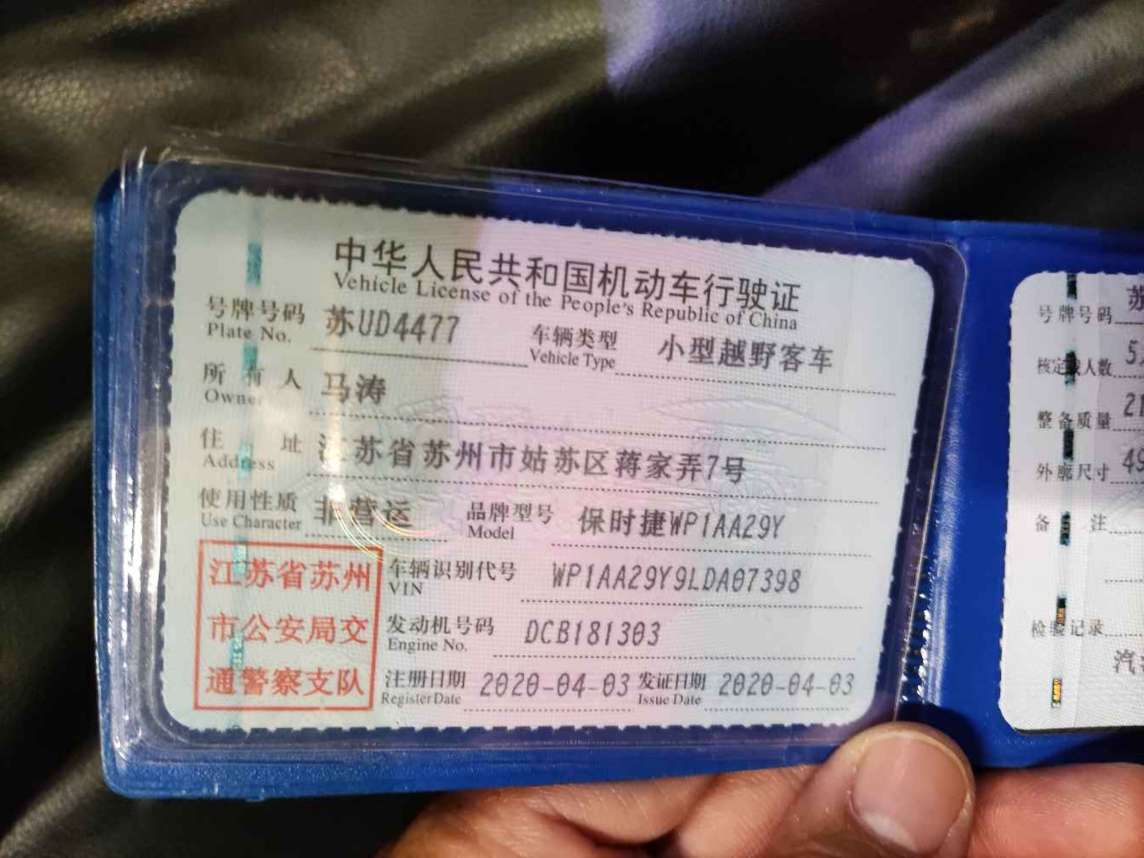 中华人民共和国机动车行驶证
Vehicle License of the People's Republic of China
号牌号码 苏UD4477 车辆类型 小型越野客车
Plate No. Vehicle Type
所有人 马涛
Owner
住址 江苏省苏州市姑苏区蒋家弄7号
Address
使用性质 非营运 品牌型号 保时捷WP1AA29Y
Use Character Model
江苏省苏州
市公安局交
通警察支队
车辆识别代号 WP1AA29Y9LDA07398
VIN
发动机号码 DCB181303
Engine No.
注册日期 2020-04-03 发证日期 2020-04-03
Register Date Issue Date
号牌号码 苏
核定载人数 5
整备质量 21
外廓尺寸 49
备注
检验记录
汽